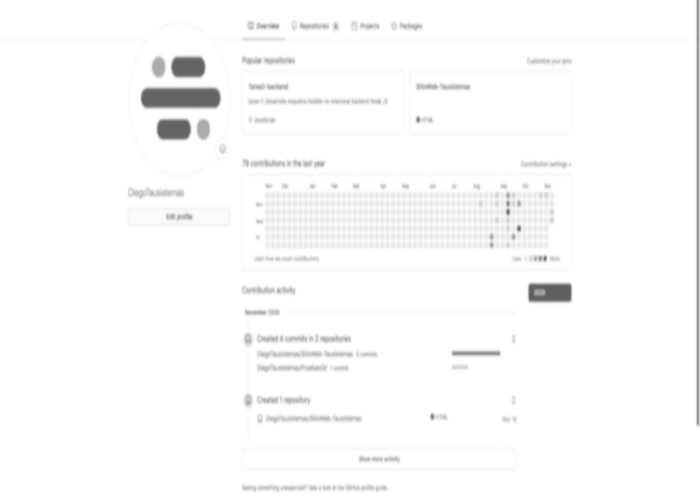 Overview Repositories Projects Packages
Popular repositories Customize your pins
Tarea3-backend
tarea 1: Desarrollo esquema modelo no relacional backend Node JS
JavaScript
SitioWeb-Tausistemas
HTML
DiegoTausistemas
Edit profile
79 contributions in the last year Contribution settings
Nov Dec Jan Feb Mar Apr May Jun Jul Aug Sep Oct Nov
Mon
Wed
Fri
Learn how we count contributions. Less More
Contribution activity 2020
November 2020
Created 4 commits in 2 repositories
DiegoTausistemas/SitioWeb-Tausistemas 3 commits
1 commit
Created 1 repository
DiegoTausistemas/SitioWeb-Tausistemas HTML Nov
Show more activity
Seeing something unexpected? Take a look at the GitHub profile guide.